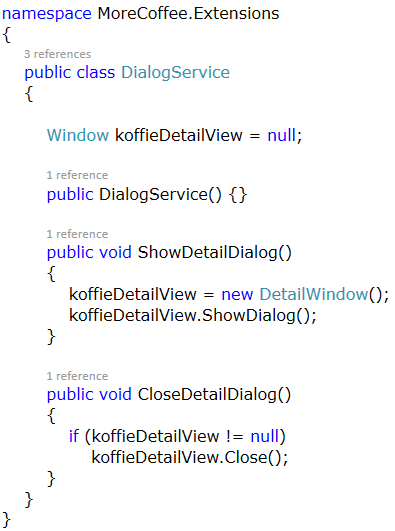 namespace MoreCoffee.Extensions
{
3 references
public class DialogService
{
Window koffieDetailView = null;
1 reference
public DialogService() {}
1 reference
public void ShowDetailDialog()
{
koffieDetailView = new DetailWindow();
koffieDetailView.ShowDialog();
}
1 reference
public void CloseDetailDialog()
{
if (koffieDetailView != null)
koffieDetailView.Close();
}
}
}